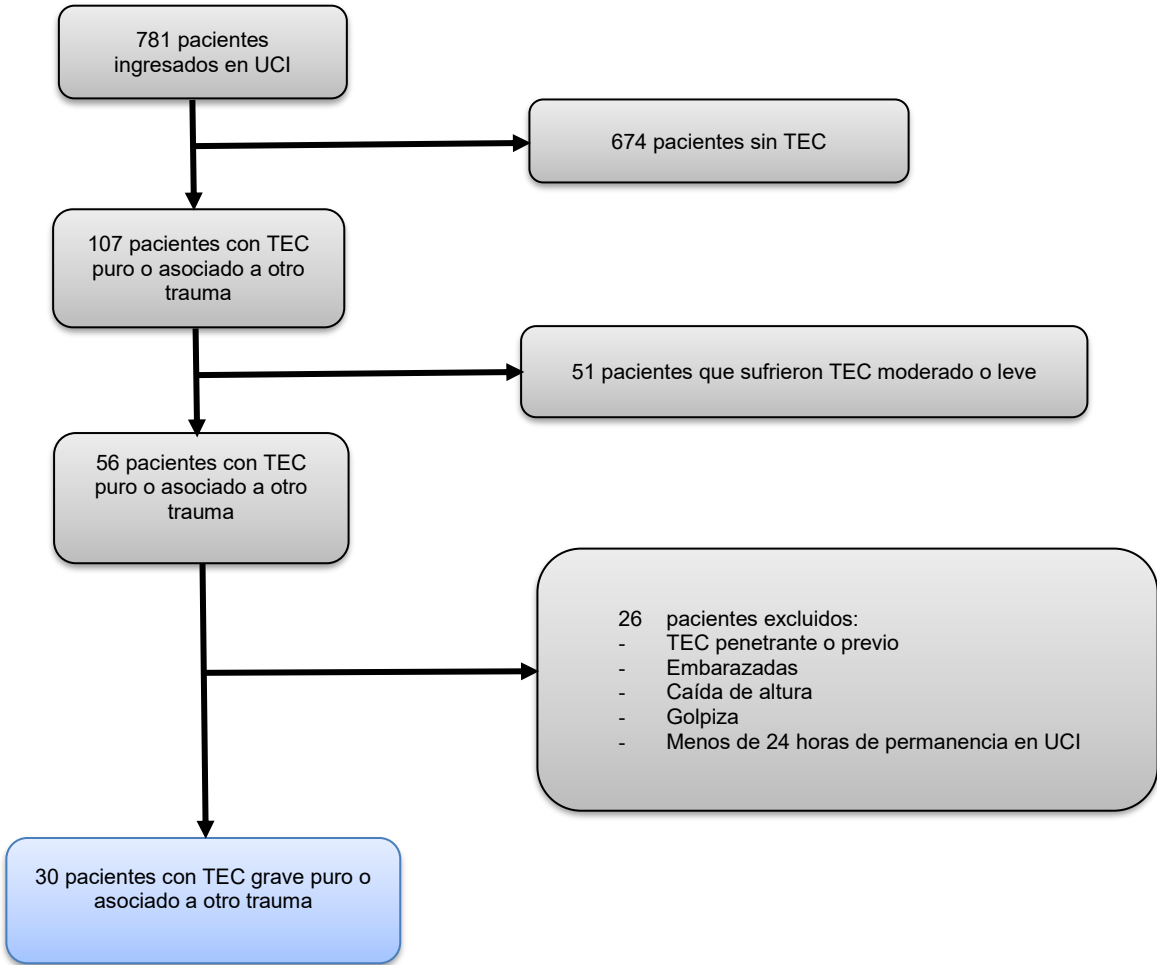 781 pacientes
ingresados en UCI
674 pacientes sin TEC
107 pacientes con TEC
puro o asociado a otro
trauma
51 pacientes que sufrieron TEC moderado o leve
56 pacientes con TEC
puro o asociado a otro
trauma
26 pacientes excluidos:
- TEC penetrante o previo
- Embarazadas
- Caída de altura
- Golpiza
- Menos de 24 horas de permanencia en UCI
30 pacientes con TEC grave puro o
asociado a otro trauma